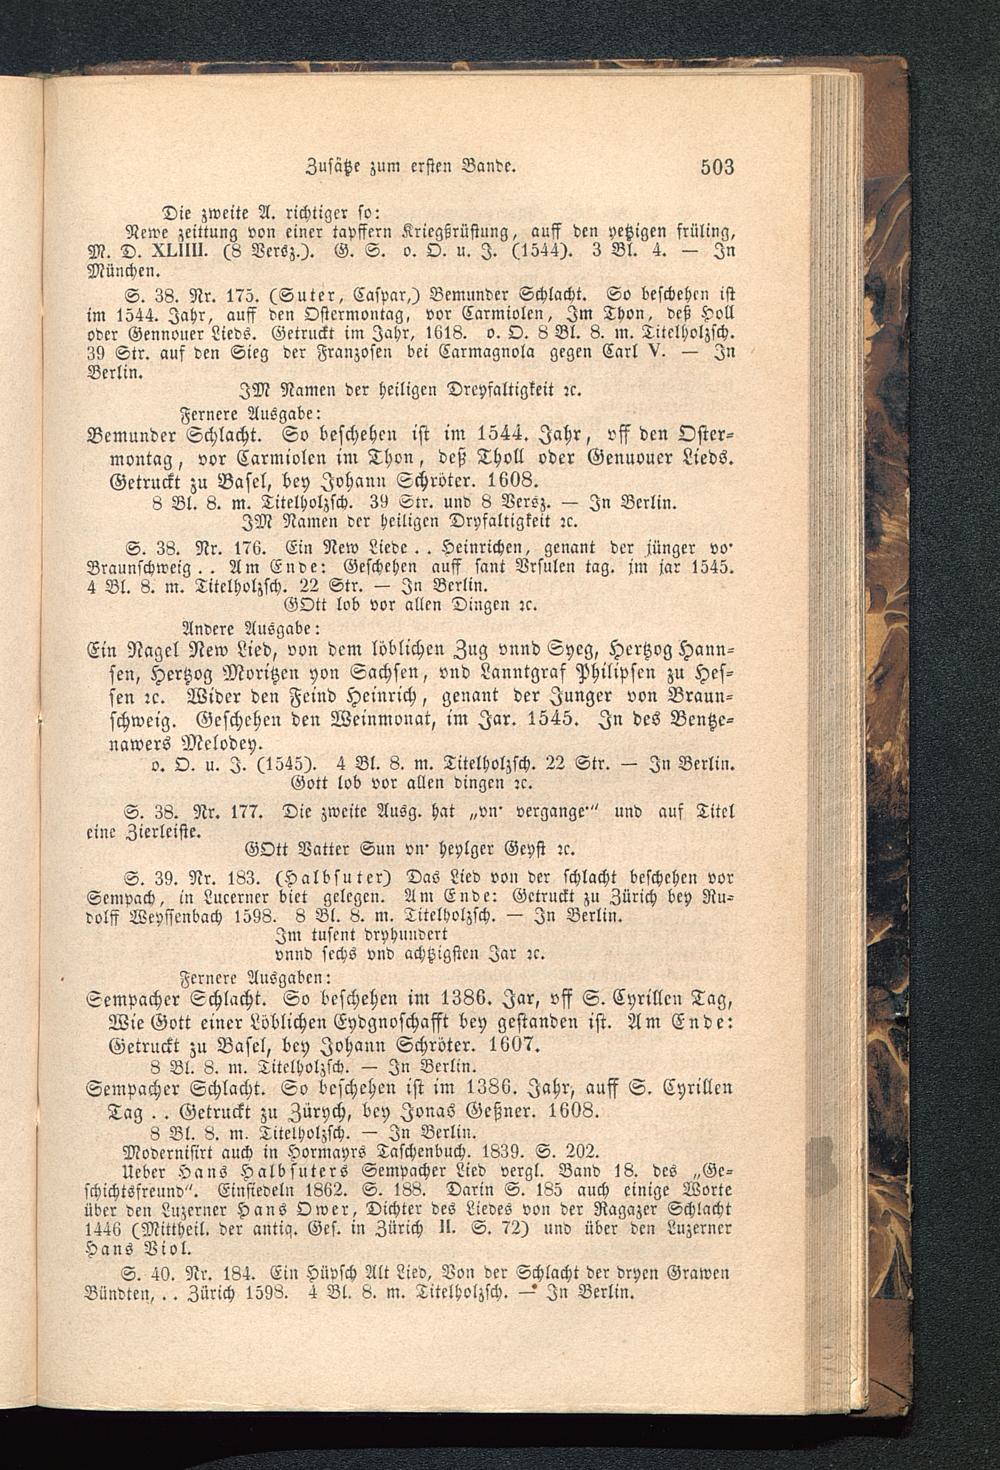 Zusätze zum ersten Bande. 503
Die zweite A. richtiger so:
Newe zeittung von einer tapffern Kriegßrüstung, auff den yetzigen früling,
M. D. XLIIII. (8 Versz.). G. S. o. O. u. J. (1544). 3 Bl. 4. — In
München.
S. 38. Nr. 175. (Suter, Caspar,) Bemunder Schlacht. So beschehen ist
im 1544. Jahr, auff den Ostermontag, vor Carmiolen, Im Thon, deß Holl
oder Gennouer Lieds. Getruckt im Jahr, 1618. o. O. 8 Bl. 8. m. Titelholzsch.
39 Str. auf den Sieg der Franzosen bei Carmagnola gegen Carl V. — In
Berlin.
IM Namen der heiligen Dreyfaltigkeit ꝛc.
Fernere Ausgabe:
Bemunder Schlacht. So beschehen ist im 1544. Jahr, vff den Oster-
montag, vor Carmiolen im Thon, deß Tholl oder Genuouer Lieds.
Getruckt zu Basel, bey Johann Schröter. 1608.
8 Bl. 8. m. Titelholzsch. 39 Str. und 8 Versz. — In Berlin.
IM Namen der heiligen Dryfaltigkeit ꝛc.
S. 38. Nr. 176. Ein New Liede . . Heinrichen, genant der jünger vo·
Braunschweig . . Am Ende: Geschehen auff sant Vrsulen tag. jm jar 1545.
4 Bl. 8. m. Titelholzsch. 22 Str. — In Berlin.
GOtt lob vor allen Dingen ꝛc.
Andere Ausgabe:
Ein Nagel New Lied, von dem löblichen Zug vnnd Syeg, Hertzog Hann-
sen, Hertzog Moritzen yon Sachsen, vnd Lanntgraf Philipsen zu Hes-
sen ꝛc. Wider den Feind Heinrich, genant der Junger von Braun-
schweig. Geschehen den Weinmonat, im Jar. 1545. In des Bentze-
nawers Melodey.
o. O. u. J. (1545). 4 Bl. 8. m. Titelholzsch. 22 Str. — In Berlin.
Gott lob vor allen dingen ꝛc.
S. 38. Nr. 177. Die zweite Ausg. hat „vn· vergange·“ und auf Titel
eine Zierleiste.
GOtt Vatter Sun vn· heylger Geyst ꝛc.
S. 39. Nr. 183. (Halbsuter) Das Lied von der schlacht beschehen vor
Sempach, in Lucerner biet gelegen. Am Ende: Getruckt zu Zürich bey Ru-
dolff Weyssenbach 1598. 8 Bl. 8. m. Titelholzsch. — In Berlin.
Im tusent dryhundert
vnnd sechs vnd achtzigsten Jar ꝛc.
Fernere Ausgaben:
Sempacher Schlacht. So beschehen im 1386. Jar, vff S. Cyrillen Tag,
Wie Gott einer Löblichen Eydgnoschafft bey gestanden ist. Am Ende:
Getruckt zu Basel, bey Johann Schröter. 1607.
8 Bl. 8. m. Titelholzsch. — In Berlin.
Sempacher Schlacht. So beschehen ist im 1386. Jahr, auff S. Cyrillen
Tag . . Getruckt zu Zürych, bey Jonas Geßner. 1608.
8 Bl. 8. m. Titelholzsch. — In Berlin.
Modernisirt auch in Hormayrs Taschenbuch. 1839. S. 202.
Ueber Hans Halbsuters Sempacher Lied vergl. Band 18. des „Ge-
schichtsfreund“. Einsiedeln 1862. S. 188. Darin S. 185 auch einige Worte
über den Luzerner Hans Ower, Dichter des Liedes von der Ragazer Schlacht
1446 (Mittheil. der antiq. Ges. in Zürich II. S. 72) und über den Luzerner
Hans Viol.
S. 40. Nr. 184. Ein Hüpsch Alt Lied, Von der Schlacht der dryen Grawen
Bündten, . . Zürich 1598. 4 Bl. 8. m. Titelholzsch. — In Berlin.